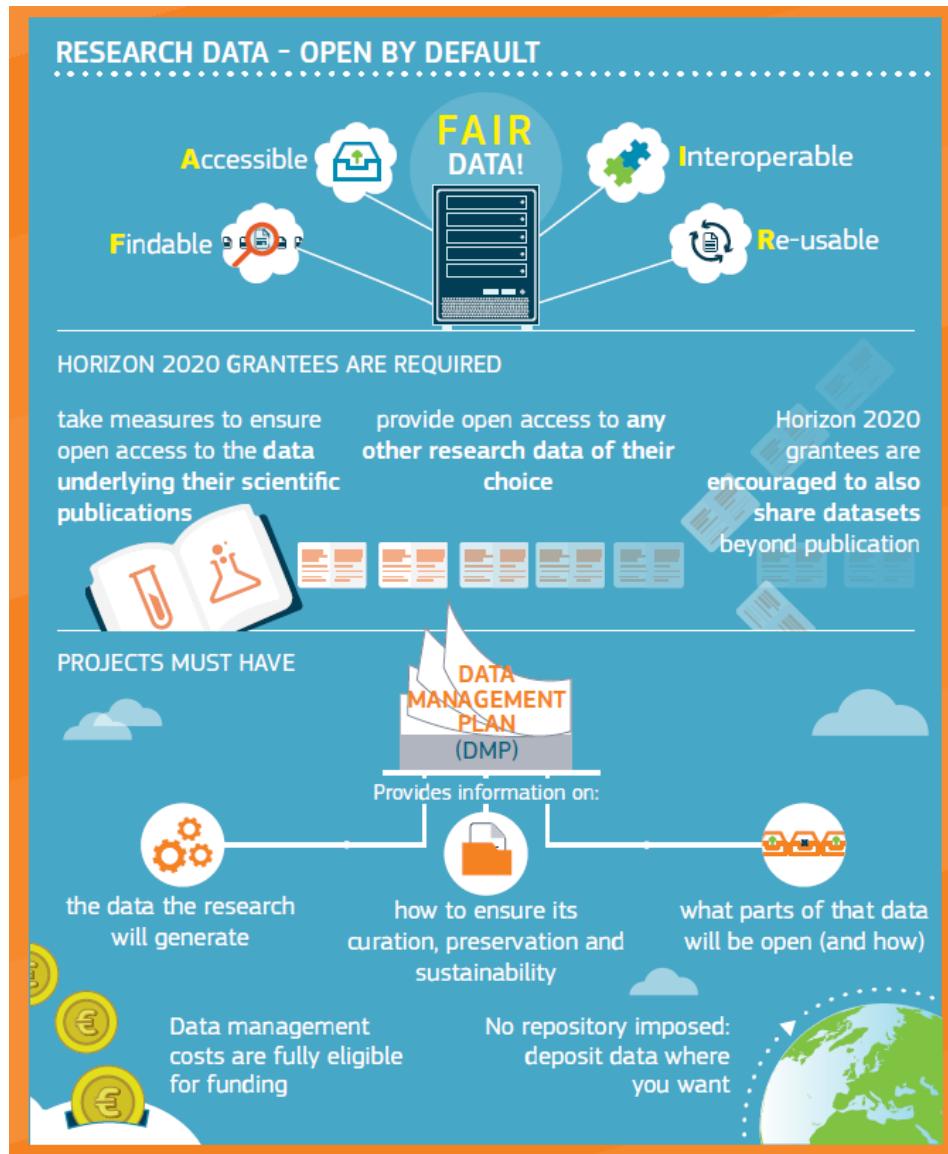 RESEARCH DATA – OPEN BY DEFAULT
FAIR
DATA!
Accessible
Interoperable
Findable
Re-usable
HORIZON 2020 GRANTEES ARE REQUIRED
take measures to ensure
open access to the data
underlying their scientific
publications
provide open access to any
other research data of their
choice
Horizon 2020
grantees are
encouraged to also
share datasets
beyond publication
PROJECTS MUST HAVE
DATA
MANAGEMENT
PLAN
(DMP)
Provides information on:
the data the research
will generate
how to ensure its
curation, preservation and
sustainability
what parts of that data
will be open (and how)
Data management
costs are fully eligible
for funding
No repository imposed:
deposit data where
you want